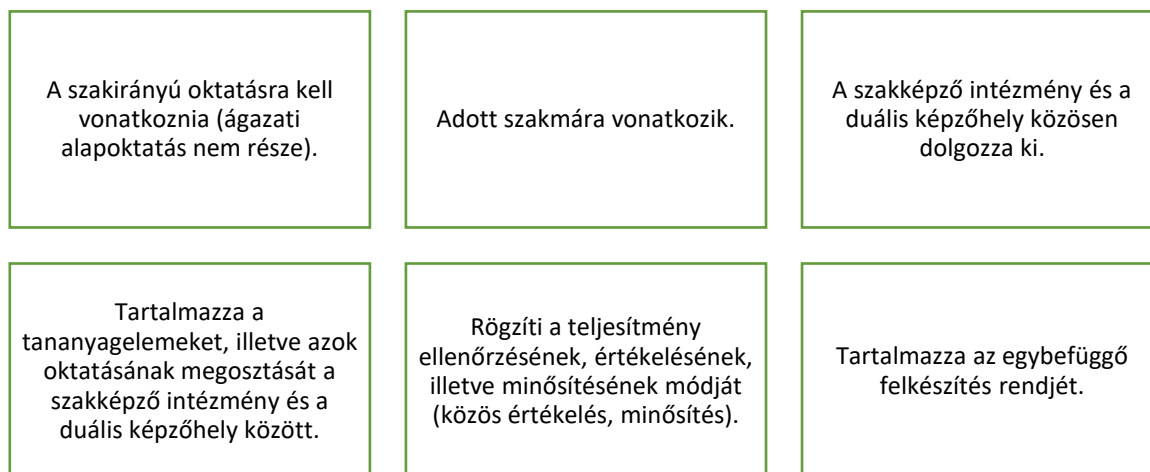 A szakirányú oktatásra kell
vonatkoznia (ágazati
alapoktatás nem része).
Adott szakmára vonatkozik.
A szakképző intézmény és a
duális képzőhely közösen
dolgozza ki.
Tartalmazza a
tananyagelemeket, illetve azok
oktatásának megosztását a
szakképző intézmény és a
duális képzőhely között.
Rögzíti a teljesítmény
ellenőrzésének, értékelésének,
illetve minősítésének módját
(közös értékelés, minősítés).
Tartalmazza az egybefüggő
felkészítés rendjét.